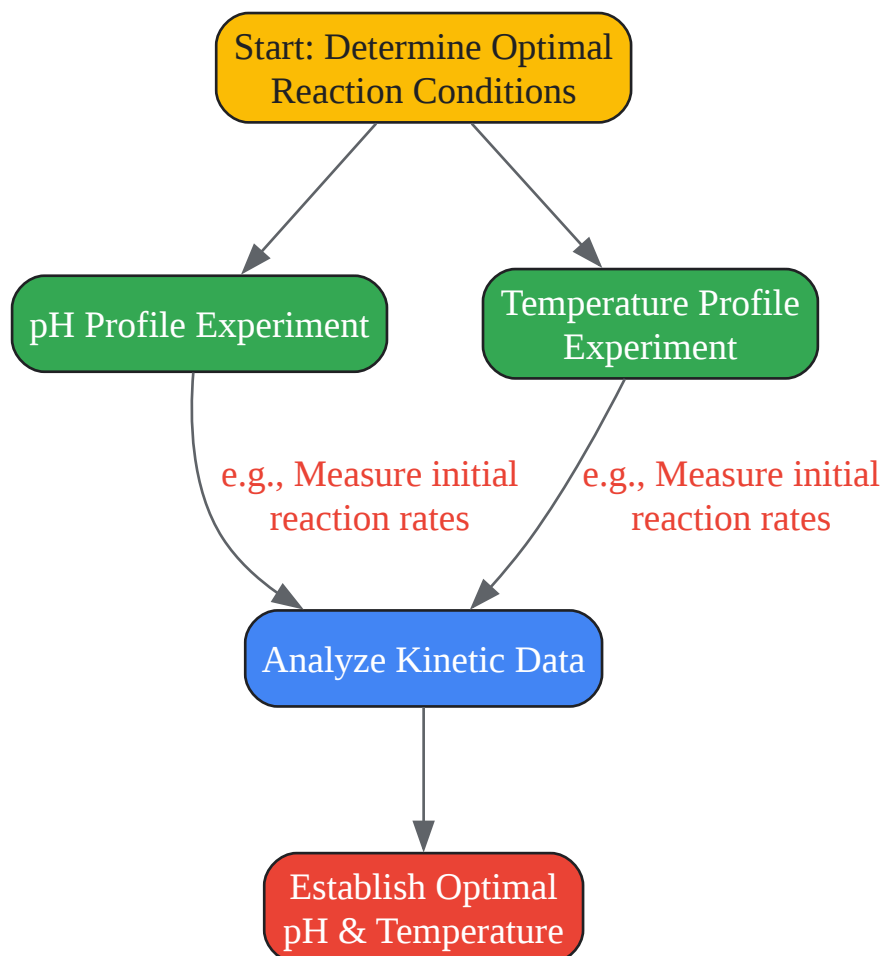 Start: Determine Optimal
Reaction Conditions
pH Profile Experiment
Temperature Profile
Experiment
e.g., Measure initial
reaction rates
e.g., Measure initial
reaction rates
Analyze Kinetic Data
Establish Optimal
pH & Temperature